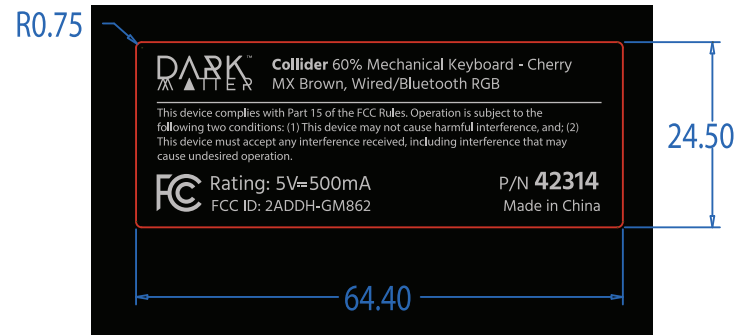 R0.75
DARK MATTER™
Collider 60% Mechanical Keyboard - Cherry
MX Brown, Wired/Bluetooth RGB
This device complies with Part 15 of the FCC Rules. Operation is subject to the
following two conditions: (1) This device may not cause harmful interference, and; (2)
This device must accept any interference received, including interference that may
cause undesired operation.
FC Rating: 5V⎓500mA
FCC ID: 2ADDH-GM862
P/N 42314
Made in China
24.50
64.40